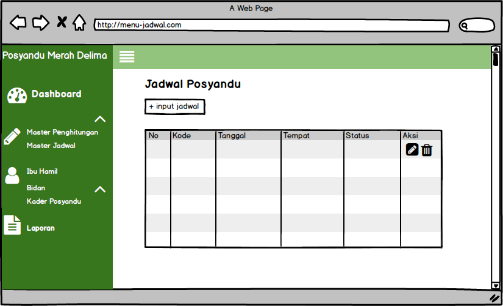 A Web Page
http://menu-jadwal.com
Posyandu Merah Delima
Dashboard
Master Penghitungan
Master Jadwal
Ibu Hamil
Bidan
Kader Posyandu
Laporan
Jadwal Posyandu
+ input jadwal
No Kode Tanggal Tempat Status Aksi